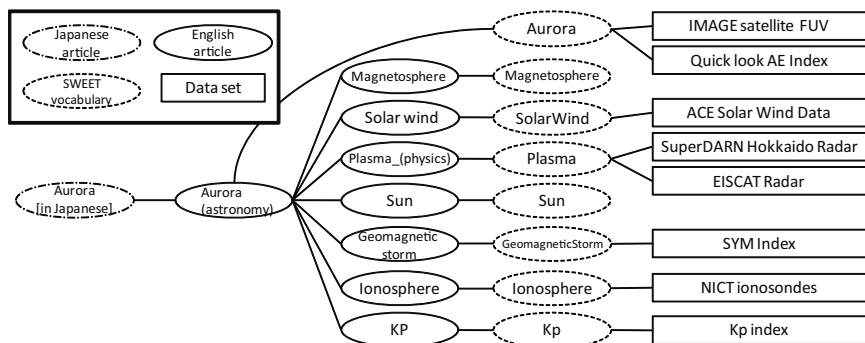 Japanese
article
English
article
SWEET
vocabulary
Data set
Aurora
[in Japanese]
Aurora
(astronomy)
Magnetosphere
Solar wind
Plasma_(physics)
Sun
Geomagnetic
storm
Ionosphere
KP
Aurora
Magnetosphere
SolarWind
Plasma
Sun
GeomagneticStorm
Ionosphere
Kp
IMAGE satellite FUV
Quick look AE Index
ACE Solar Wind Data
SuperDARN Hokkaido Radar
EISCAT Radar
SYM Index
NICT ionosondes
Kp index